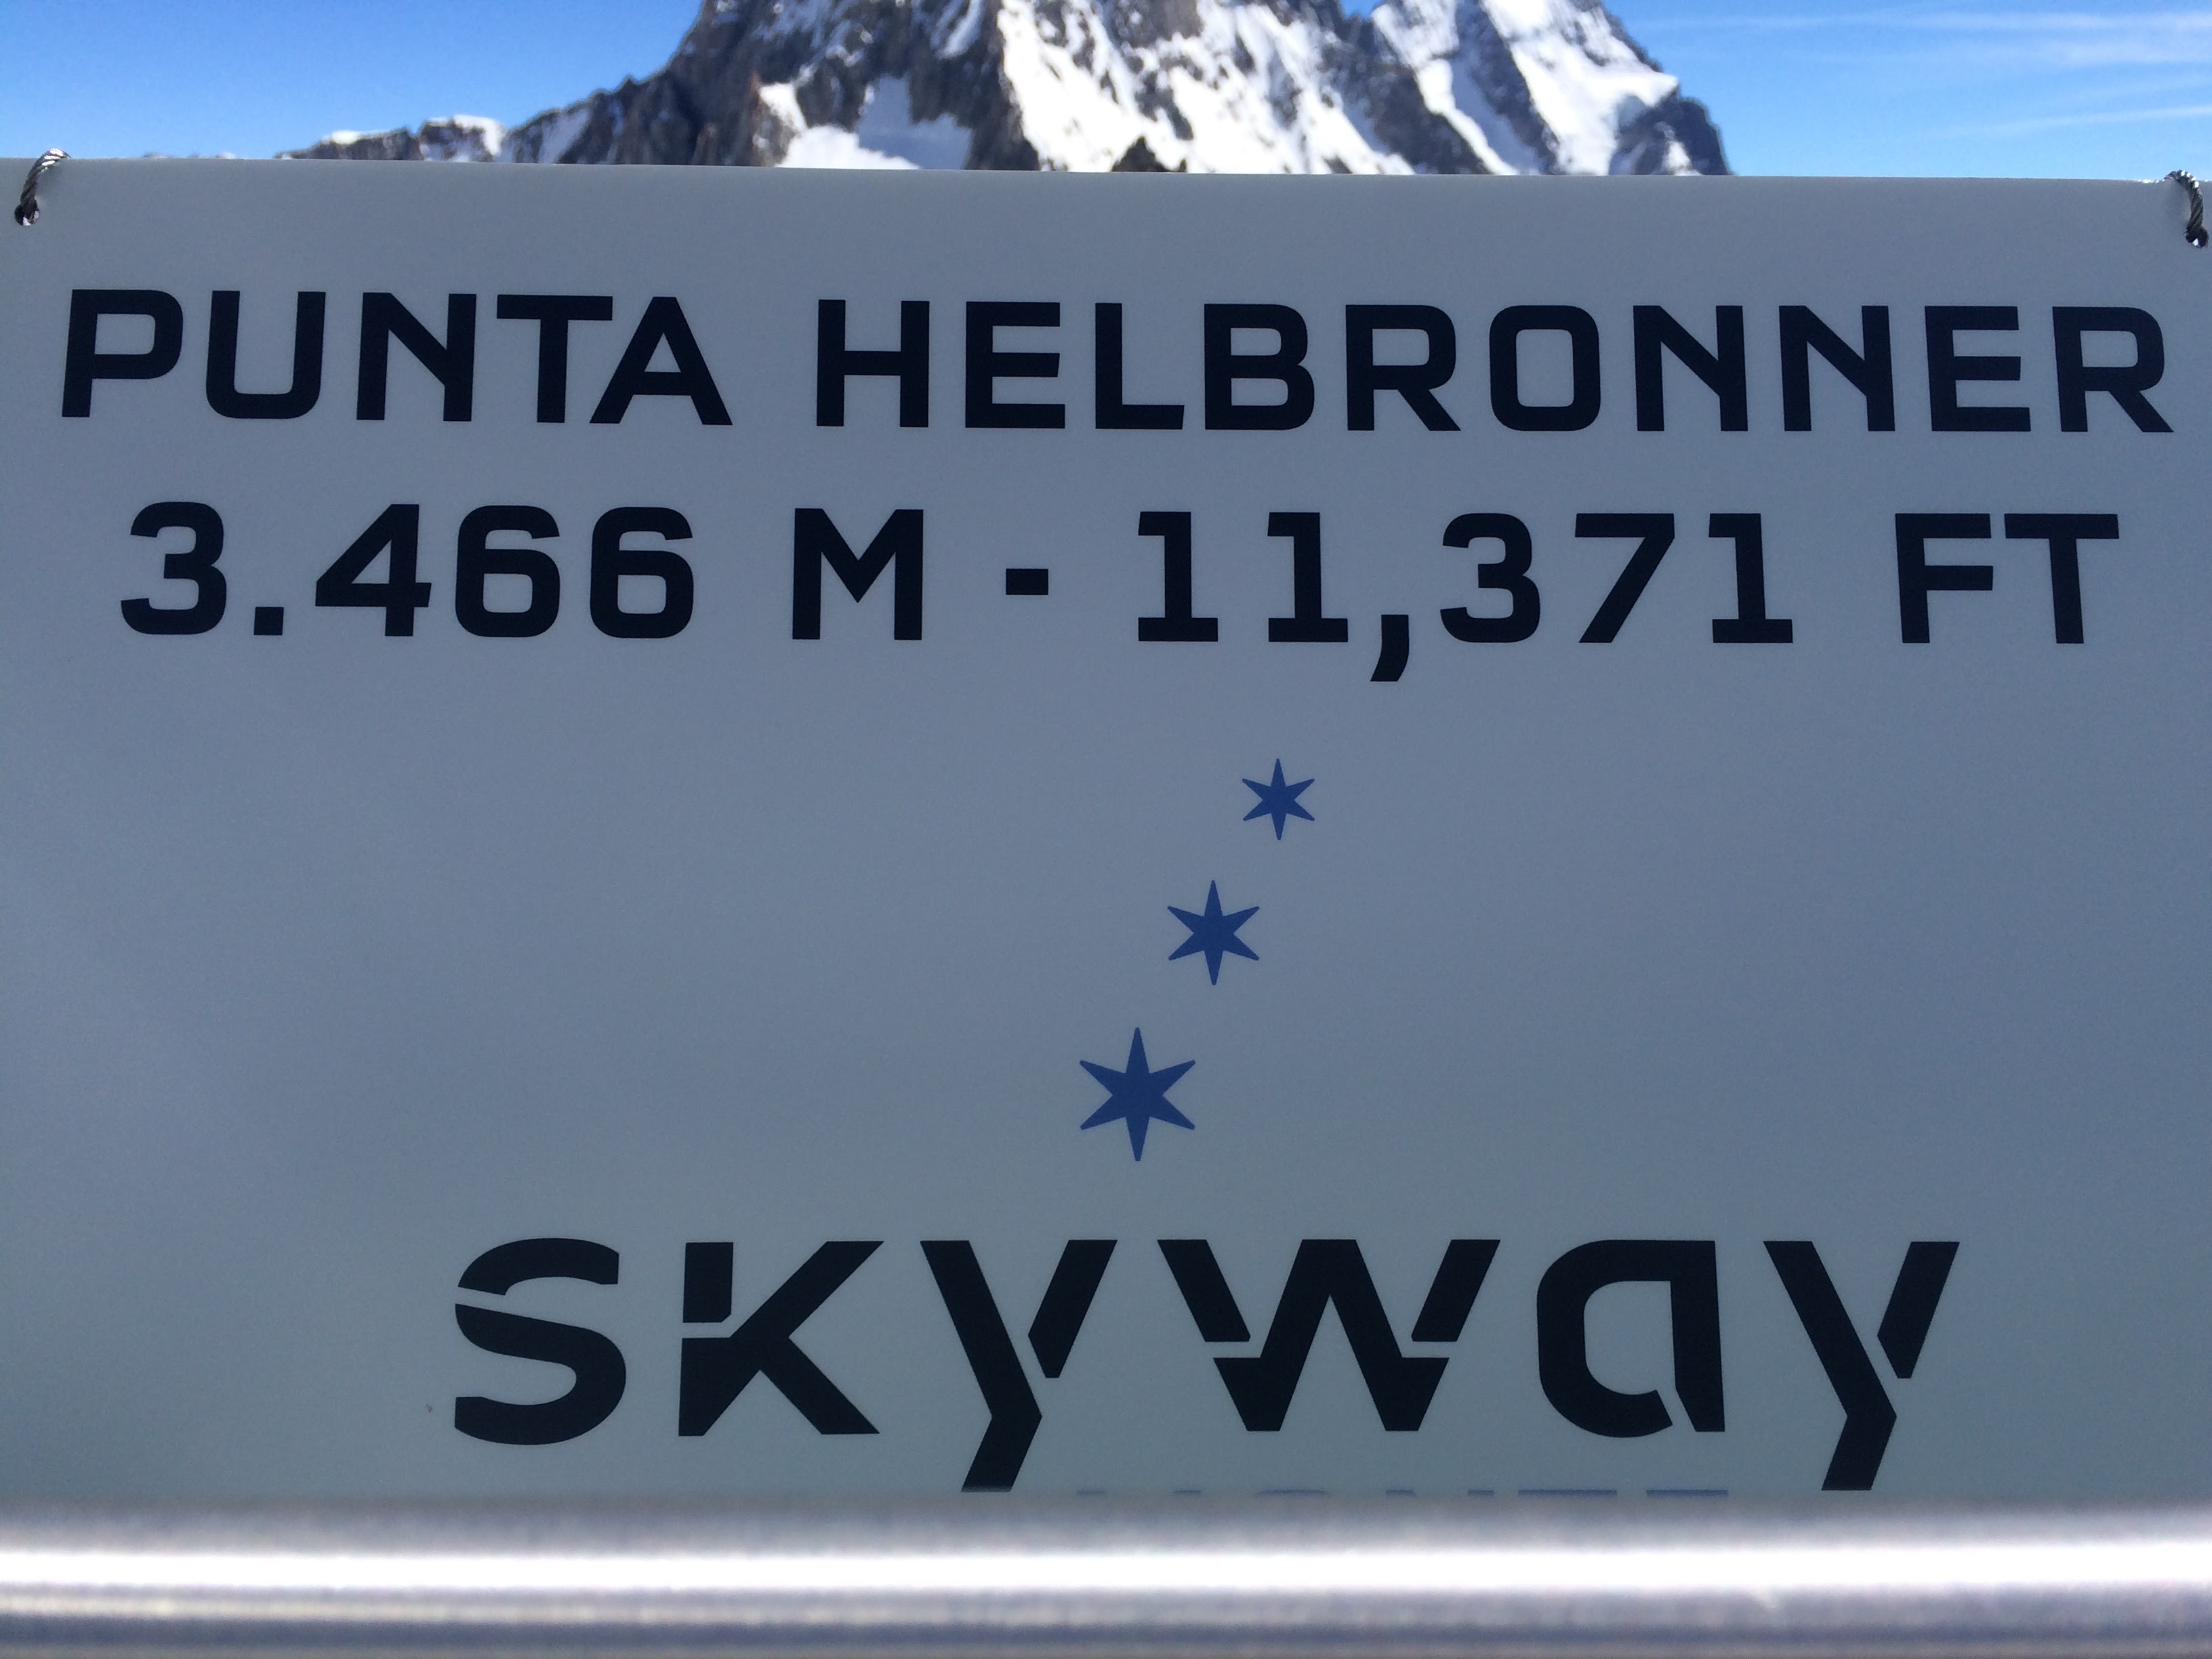 PUNTA HELBRONNER
3.466 M - 11,371 FT
skyway